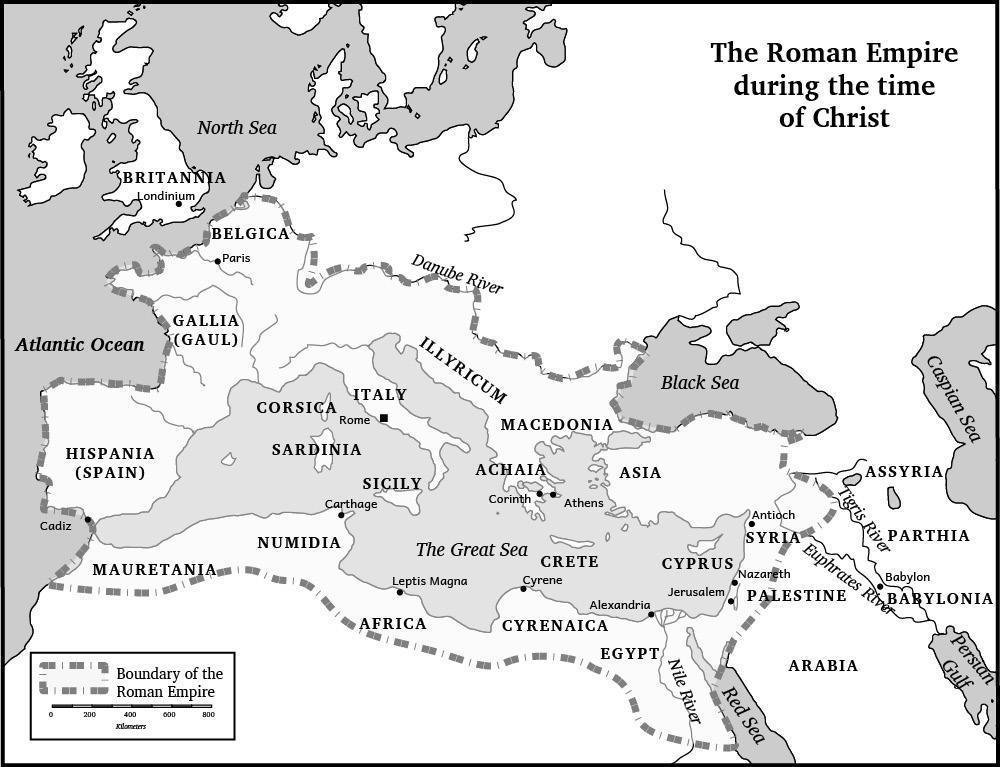 The Roman Empire
during the time
of Christ
North Sea
BRITANNIA
Londinium
BELGICA
Paris
Danube River
GALLIA
(GAUL)
Atlantic Ocean
ILLYRICUM
Black Sea
Caspian Sea
ITALY
CORSICA
Rome
MACEDONIA
SARDINIA
HISPANIA
(SPAIN)
ACHAIA
ASIA
ASSYRIA
SICILY
Corinth
Athens
Carthage
Cadiz
Antioch
Tigris River
SYRIA
PARTHIA
NUMIDIA
The Great Sea
CRETE
CYPRUS
MAURETANIA
Nazareth
Euphrates River
Babylon
Leptis Magna
Cyrene
Jerusalem
PALESTINE
BABYLONIA
Alexandria
AFRICA
CYRENAICA
EGYPT
ARABIA
Persian
Gulf
Nile River
Red Sea
Boundary of the
Roman Empire
0 200 400 600 800
Kilometers